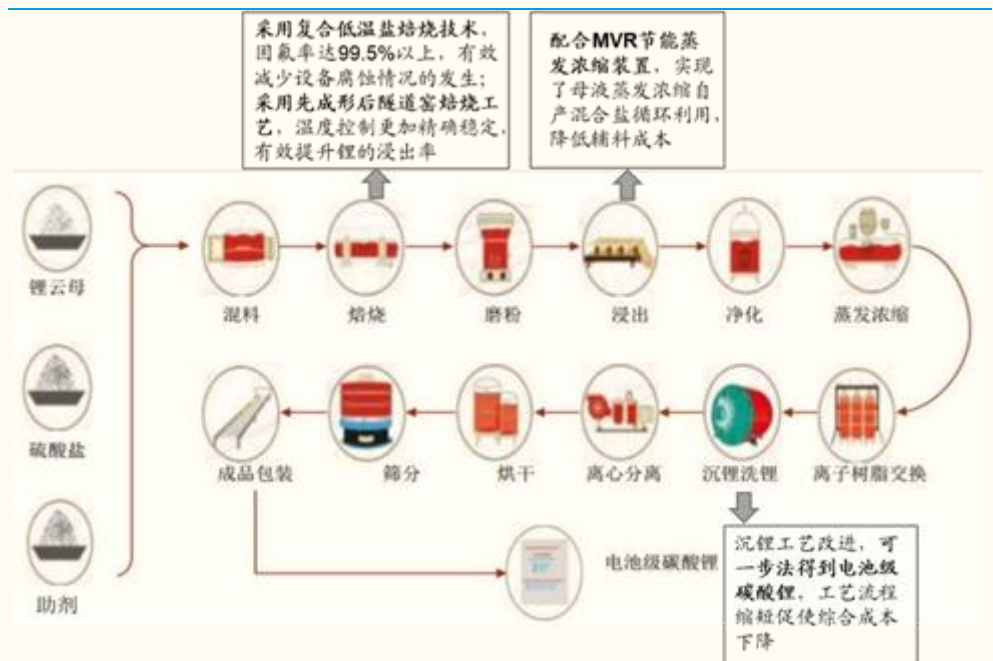 采用复合低温盐焙烧技术，
固氟率达99.5%以上，有效
减少设备腐蚀情况的发生；
采用先成形后隧道窑焙烧工
艺，温度控制更加精确稳定，
有效提升锂的浸出率
配合MVR节能蒸
发浓缩装置，实现
了母液蒸发浓缩自
产混合盐循环利用，
降低辅料成本
锂云母
混料
焙烧
磨粉
浸出
净化
蒸发浓缩
硫酸盐
成品包装
筛分
烘干
离心分离
沉锂洗锂
离子树脂交换
助剂
电池级碳酸锂
沉锂工艺改进，可
一步法得到电池级
碳酸锂，工艺流程
缩短促使综合成本
下降